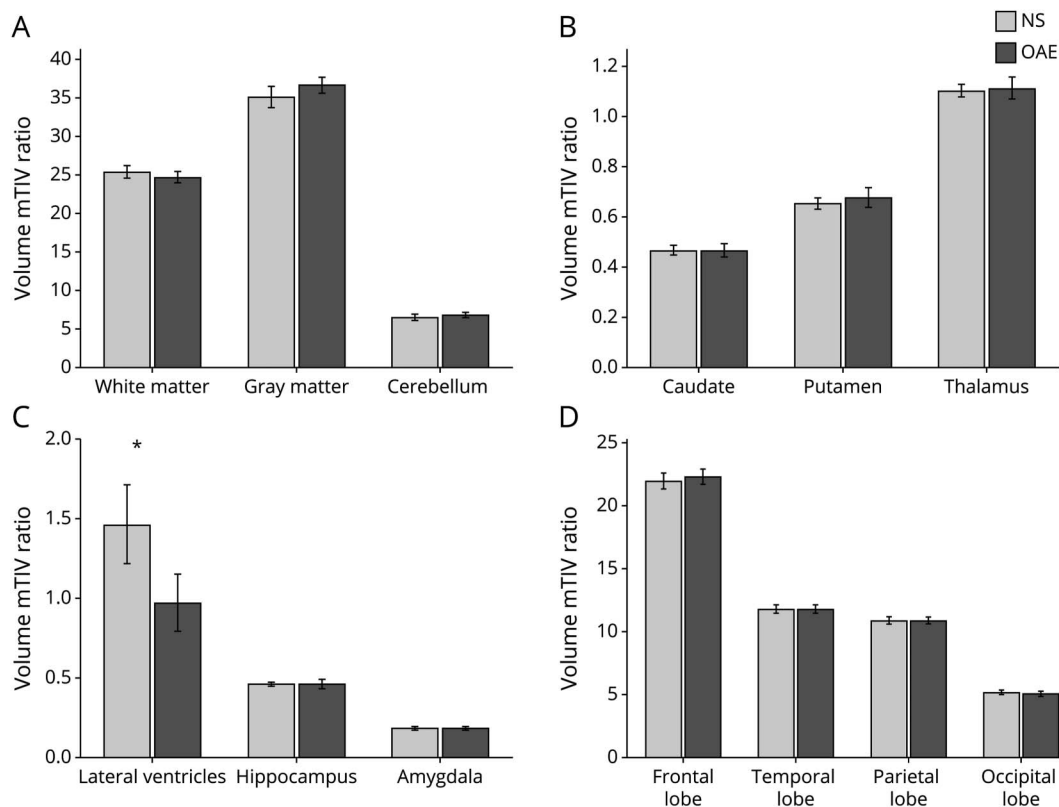 A
Volume mTIV ratio
40
35
30
25
20
15
10
5
0
White matter
Gray matter
Cerebellum
B
NS
OAE
Volume mTIV ratio
1.2
1.0
0.8
0.6
0.4
0.2
0.0
Caudate
Putamen
Thalamus
C
Volume mTIV ratio
2.0
1.5
1.0
0.5
0.0
*
Lateral ventricles
Hippocampus
Amygdala
D
Volume mTIV ratio
25
20
15
10
5
0
Frontal
lobe
Temporal
lobe
Parietal
lobe
Occipital
lobe